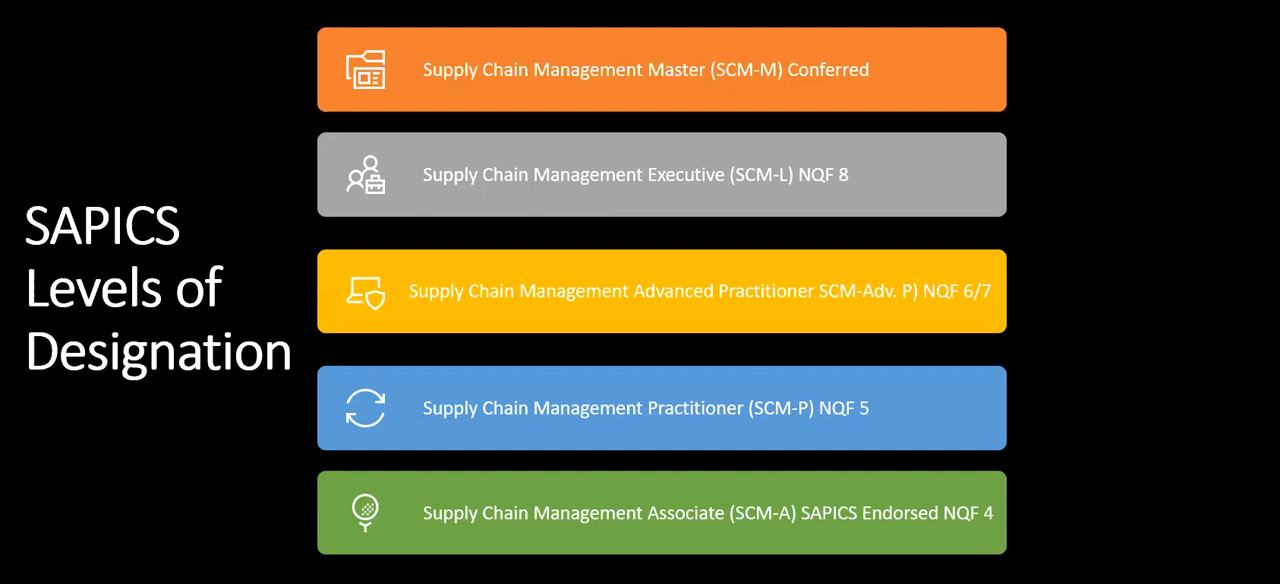 SAPICS
Levels of
Designation
Supply Chain Management Master (SCM-M) Conferred
Supply Chain Management Executive (SCM-L) NQF 8
Supply Chain Management Advanced Practitioner SCM-Adv. P) NQF 6/7
Supply Chain Management Practitioner (SCM-P) NQF 5
Supply Chain Management Associate (SCM-A) SAPICS Endorsed NQF 4